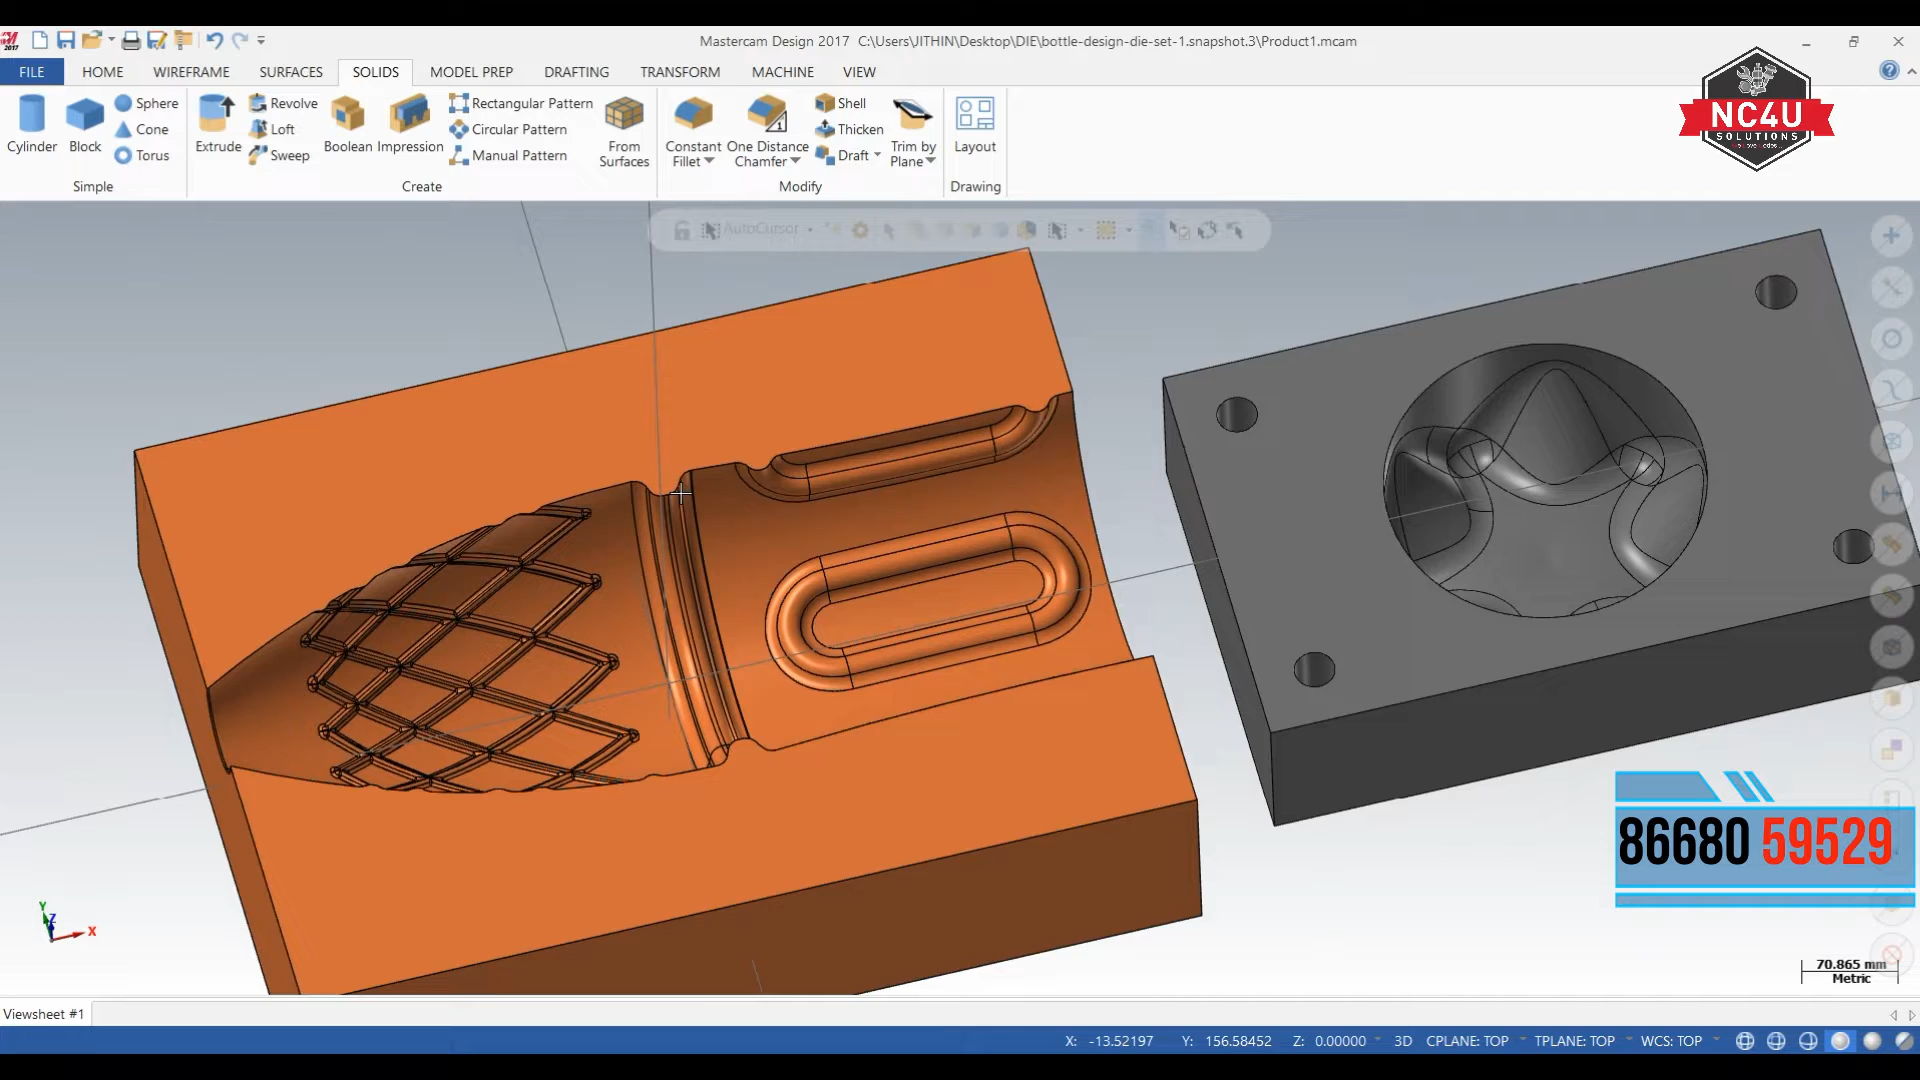 Mastercam Design 2017 C:\Users\JITHIN\Desktop\DIE\bottle-design-die-set-1.snapshot.3\Product1.mcam
2017
FILE HOME WIREFRAME SURFACES SOLIDS MODEL PREP DRAFTING TRANSFORM MACHINE VIEW
Cylinder
Block
Sphere
Cone
Torus
Simple
Extrude
Revolve
Loft
Sweep
Boolean
Impression
Rectangular Pattern
Circular Pattern
Manual Pattern
From
Surfaces
Create
Constant
Fillet
One Distance
Chamfer
Shell
Thicken
Draft
Trim by
Plane
Modify
Layout
Drawing
NC4U
SOLUTIONS
AutoCursor
86680 59529
Y
Z
X
70.865 mm
Metric
Viewsheet #1
X: -13.52197 Y: 156.58452 Z: 0.00000 3D CPLANE: TOP TPLANE: TOP WCS: TOP